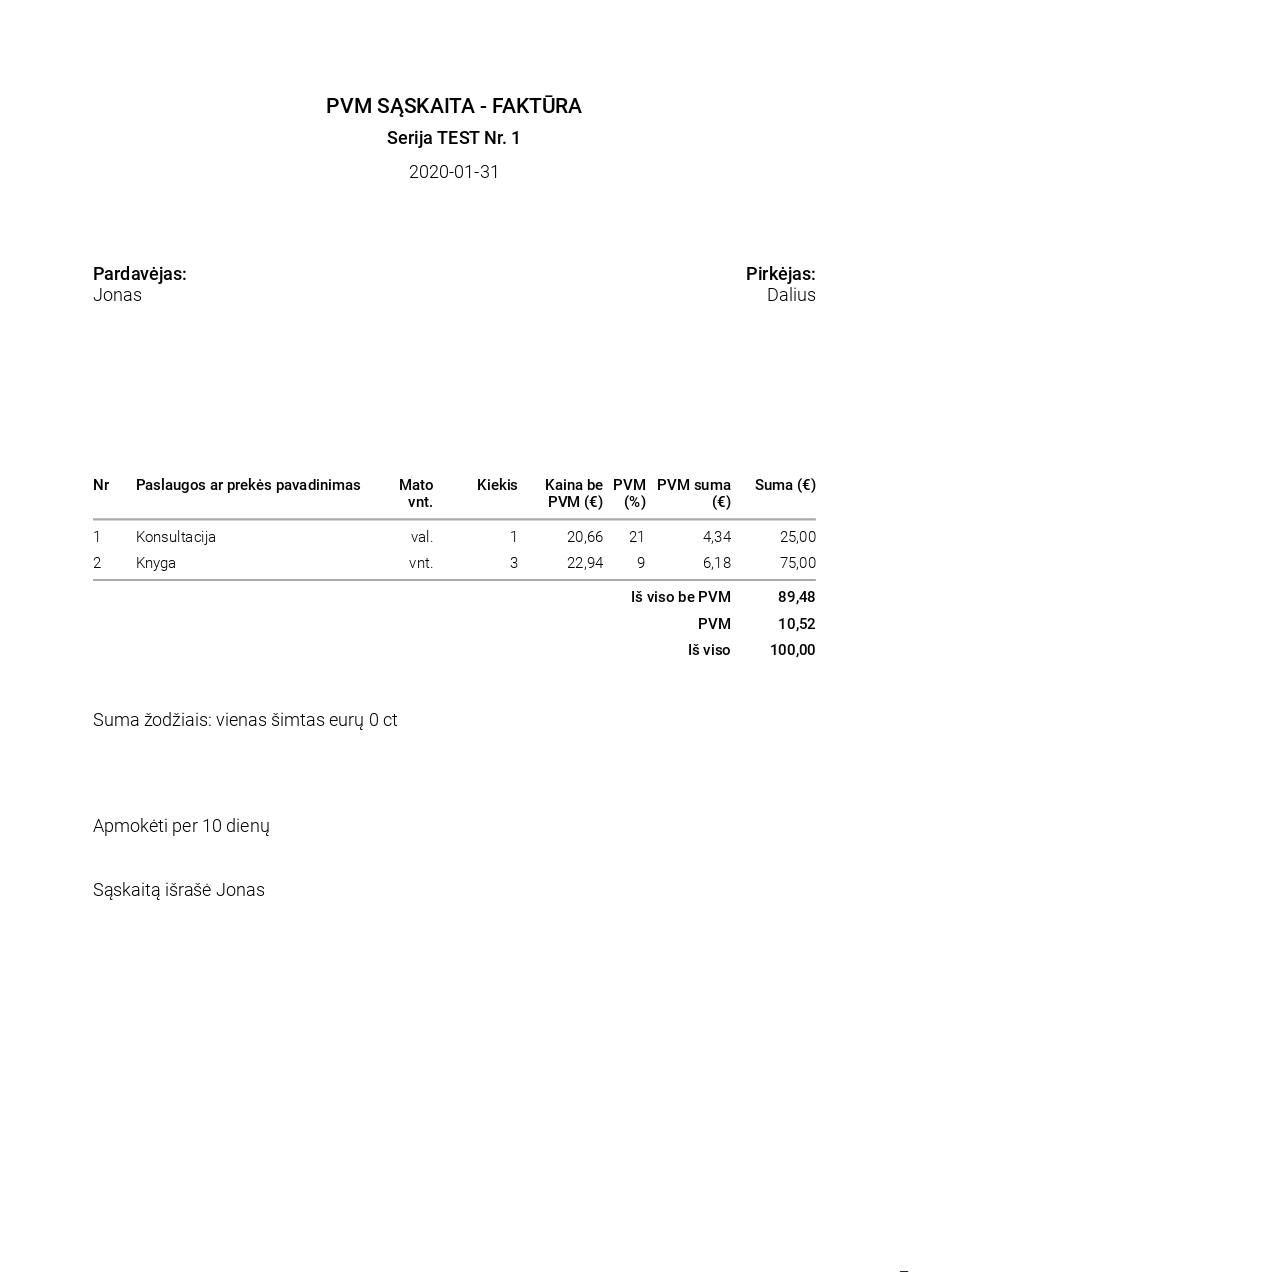 PVM SĄSKAITA - FAKTŪRA
Serija TEST Nr. 1
2020-01-31
Pardavėjas: Pirkėjas:
Jonas Dalius
Nr Paslaugos ar prekės pavadinimas Mato vnt. Kiekis Kaina be PVM (€) PVM (%) PVM suma (€) Suma (€)
1 Konsultacija val. 1 20,66 21 4,34 25,00
2 Knyga vnt. 3 22,94 9 6,18 75,00
Iš viso be PVM 89,48
PVM 10,52
Iš viso 100,00
Suma žodžiais: vienas šimtas eurų 0 ct
Apmokėti per 10 dienų
Sąskaitą išrašė Jonas